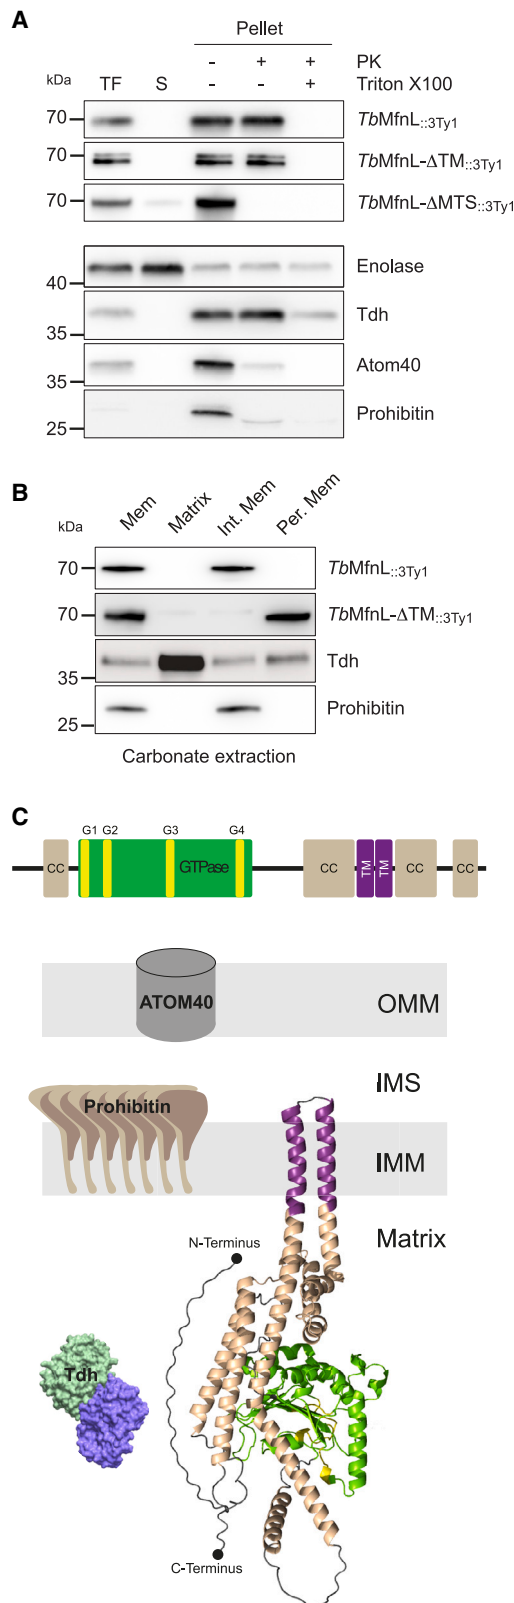 A
Pellet
- + + PK
kDa TF S - - + Triton X100
70 TbMfnL::3Ty1
70 TbMfnL-ΔTM::3Ty1
70 TbMfnL-ΔMTS::3Ty1
Enolase
40
Tdh
35
Atom40
35
Prohibitin
25
B
kDa Mem Matrix Int. Mem Per. Mem
70 TbMfnL::3Ty1
70 TbMfnL-ΔTM::3Ty1
Tdh
35
Prohibitin
25
Carbonate extraction
C
G1 G2 G3 G4
CC GTPase CC TM TM CC CC
ATOM40 OMM
IMS
Prohibitin
IMM
Matrix
N-Terminus
Tdh
C-Terminus